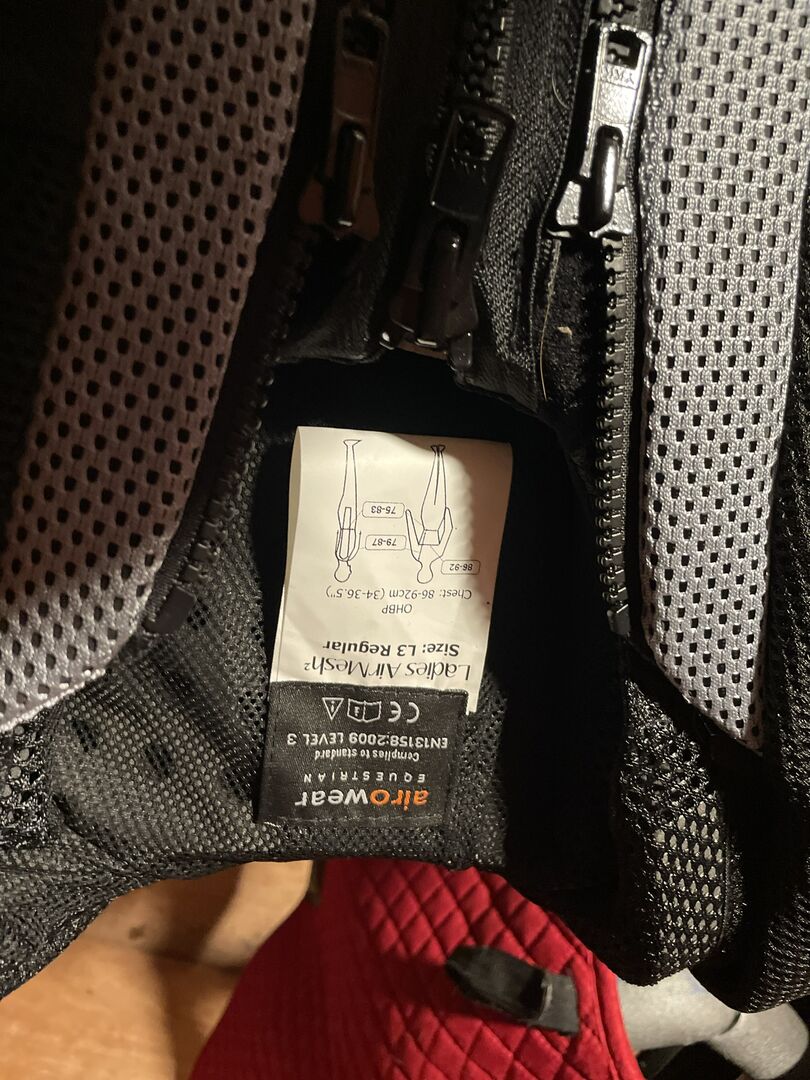 airowear
EQUESTRIAN
Complies to standard
EN13158:2009 LEVEL 3
CE
Ladies AirMesh²
Size: L3 Regular
OHBP
Chest: 86-92cm (34-36.5")
86-92
79-87
75-83